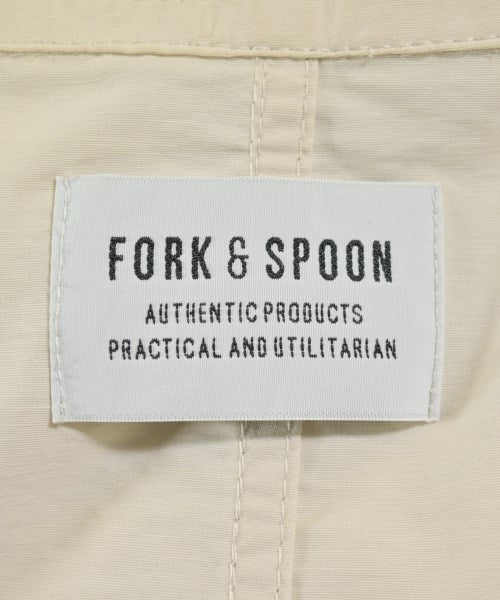 FORK & SPOON
AUTHENTIC PRODUCTS
PRACTICAL AND UTILITARIAN